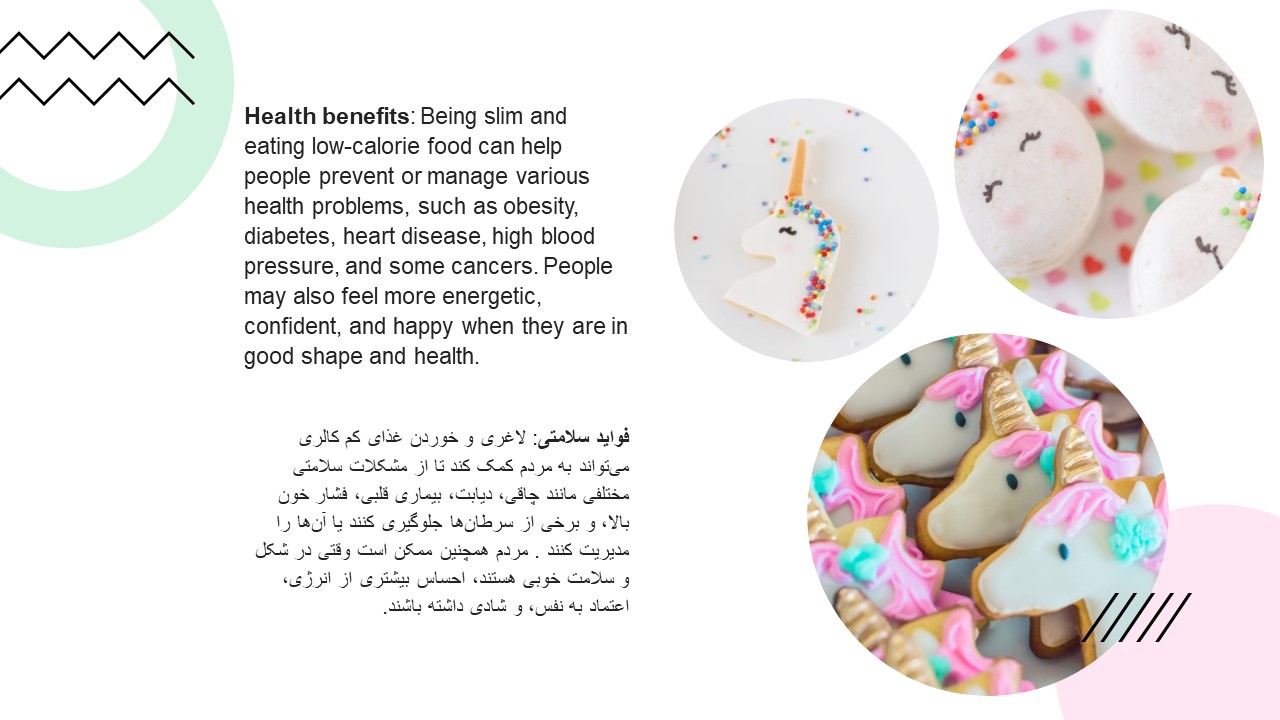 Health benefits: Being slim and
eating low-calorie food can help
people prevent or manage various
health problems, such as obesity,
diabetes, heart disease, high blood
pressure, and some cancers. People
may also feel more energetic,
confident, and happy when they are in
good shape and health.
فواید سلامتی: لاغری و خوردن غذای کم کالری
می‌تواند به مردم کمک کند تا از مشکلات سلامتی
مختلفی مانند چاقی، دیابت، بیماری قلبی، فشار خون
بالا، و برخی از سرطان‌ها جلوگیری کنند یا آن‌ها را
مدیریت کنند . مردم همچنین ممکن است وقتی در شکل
و سلامت خوبی هستند، احساس بیشتری از انرژی،
اعتماد به نفس، و شادی داشته باشند.